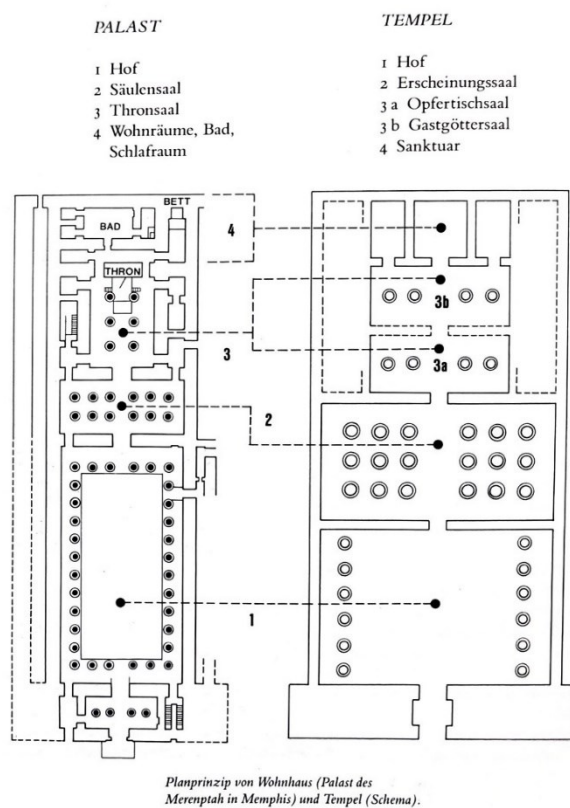 PALAST
1 Hof
2 Säulensaal
3 Thronsaal
4 Wohnräume, Bad,
Schlafraum
TEMPEL
1 Hof
2 Erscheinungssaal
3 a Opfertischsaal
3 b Gastgöttersaal
4 Sanktuar
BETT
BAD
4
THRON
3b
3
3a
2
1
Planprinzip von Wohnhaus (Palast des
Merenptah in Memphis) und Tempel (Schema).